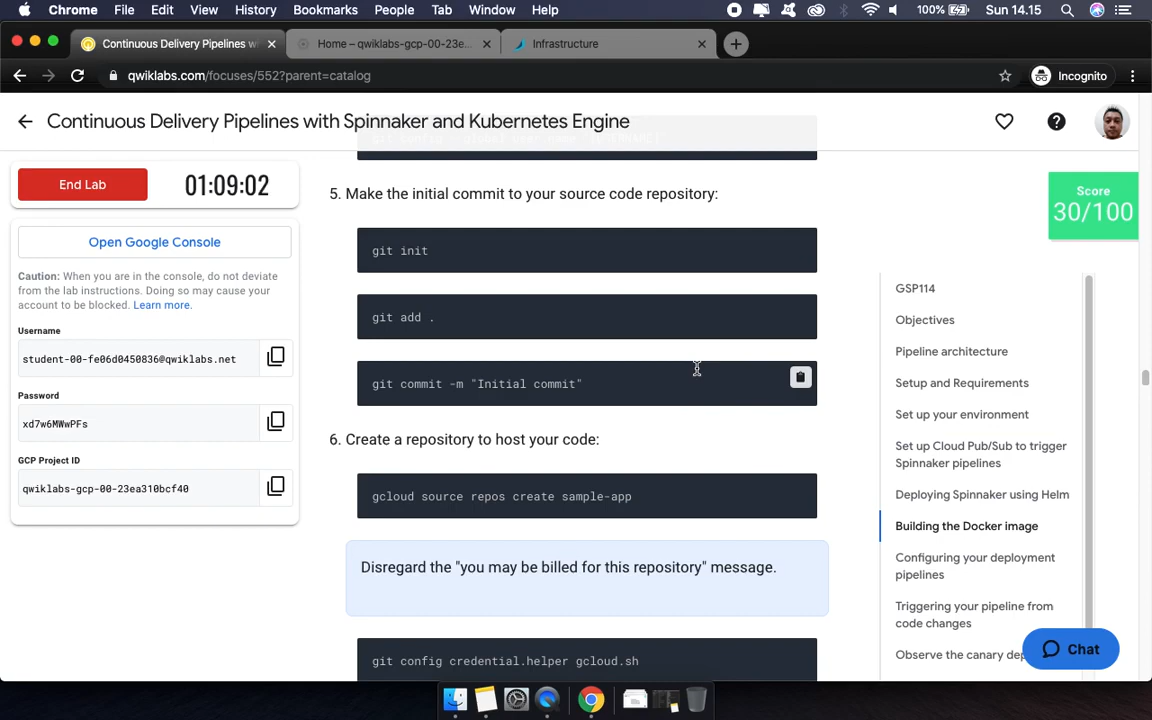 Chrome File Edit View History Bookmarks People Tab Window Help 100% Sun 14.15
Continuous Delivery Pipelines w
Home – qwiklabs-gcp-00-23e...
Infrastructure
qwiklabs.com/focuses/552?parent=catalog
Incognito
Continuous Delivery Pipelines with Spinnaker and Kubernetes Engine
End Lab
01:09:02
Open Google Console
Caution: When you are in the console, do not deviate
from the lab instructions. Doing so may cause your
account to be blocked. Learn more.
Username
student-00-fe06d0450836@qwiklabs.net
Password
xd7w6MWwPFs
GCP Project ID
qwiklabs-gcp-00-23ea310bcf40
5. Make the initial commit to your source code repository:
git init
git add .
git commit -m "Initial commit"
6. Create a repository to host your code:
gcloud source repos create sample-app
Disregard the "you may be billed for this repository" message.
git config credential.helper gcloud.sh
Score
30/100
GSP114
Objectives
Pipeline architecture
Setup and Requirements
Set up your environment
Set up Cloud Pub/Sub to trigger
Spinnaker pipelines
Deploying Spinnaker using Helm
Building the Docker image
Configuring your deployment
pipelines
Triggering your pipeline from
code changes
Observe the canary de
Chat